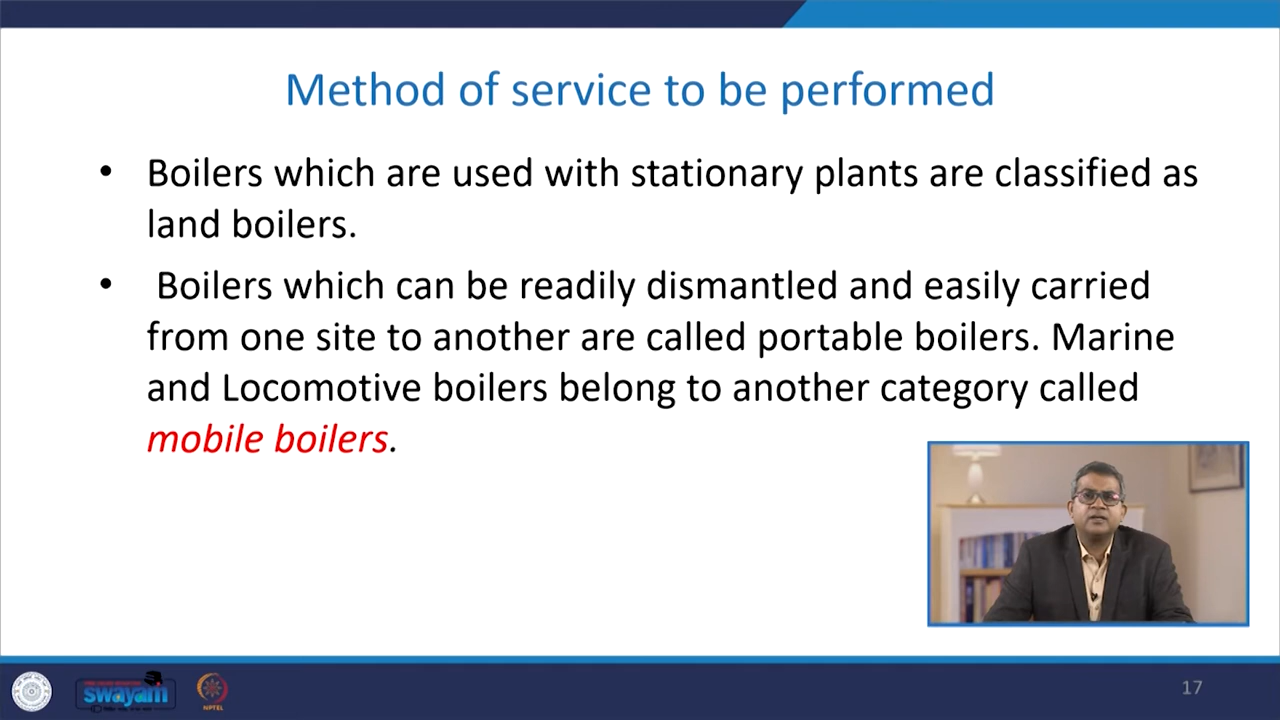 Method of service to be performed
• Boilers which are used with stationary plants are classified as
land boilers.
• Boilers which can be readily dismantled and easily carried
from one site to another are called portable boilers. Marine
and Locomotive boilers belong to another category called
mobile boilers.
swayam
NPTEL
17